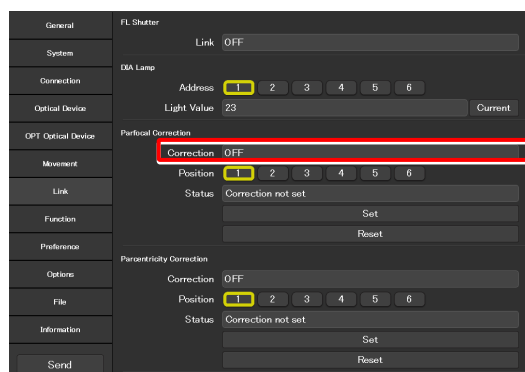 General
System
Connection
Optical Device
OPT Optical Device
Movement
Link
Function
Preference
Options
File
Information
Send
FL Shutter
Link OFF
DIA Lamp
Address 1 2 3 4 5 6
Light Value 23 Current
Parfocal Correction
Correction OFF
Position 1 2 3 4 5 6
Status Correction not set
Set
Reset
Parcentricity Correction
Correction OFF
Position 1 2 3 4 5 6
Status Correction not set
Set
Reset